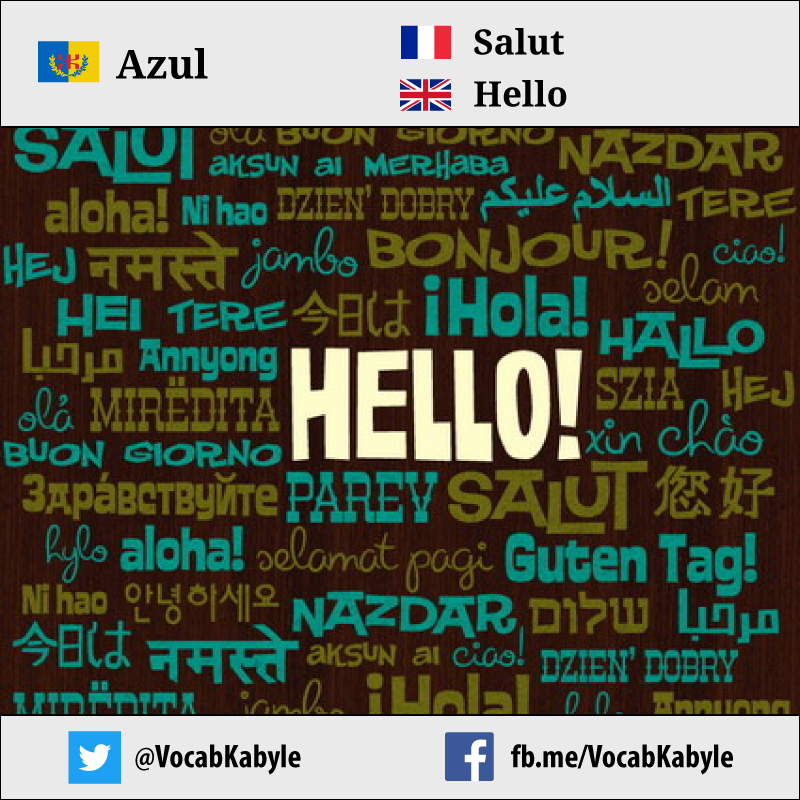 Azul
Salut
Hello
SALUT olá BUON GIORNO NAZDAR
AKSUN AI MERHABA
aloha! Ni hao DZIEN' DOBRY السلام عليكم TERE
HEJ नमस्ते jambo BONJOUR! ciao!
selam
HEI TERE 今日は ¡Hola! HALLO
مرحبا Annyong HELLO! SZIA HEJ
olá MIRËDITA
BUON GIORNO xin chào
Здрáвствуйте PAREV SALUT 您好
hylo aloha! selamat pagi Guten Tag!
Ni hao 안녕하세요 NAZDAR שלום مرحبا
今日は नमस्ते AKSUN AI ciao! DZIEN' DOBRY
MIRËDITA jambo ¡Hola! Annyong
@VocabKabyle fb.me/VocabKabyle